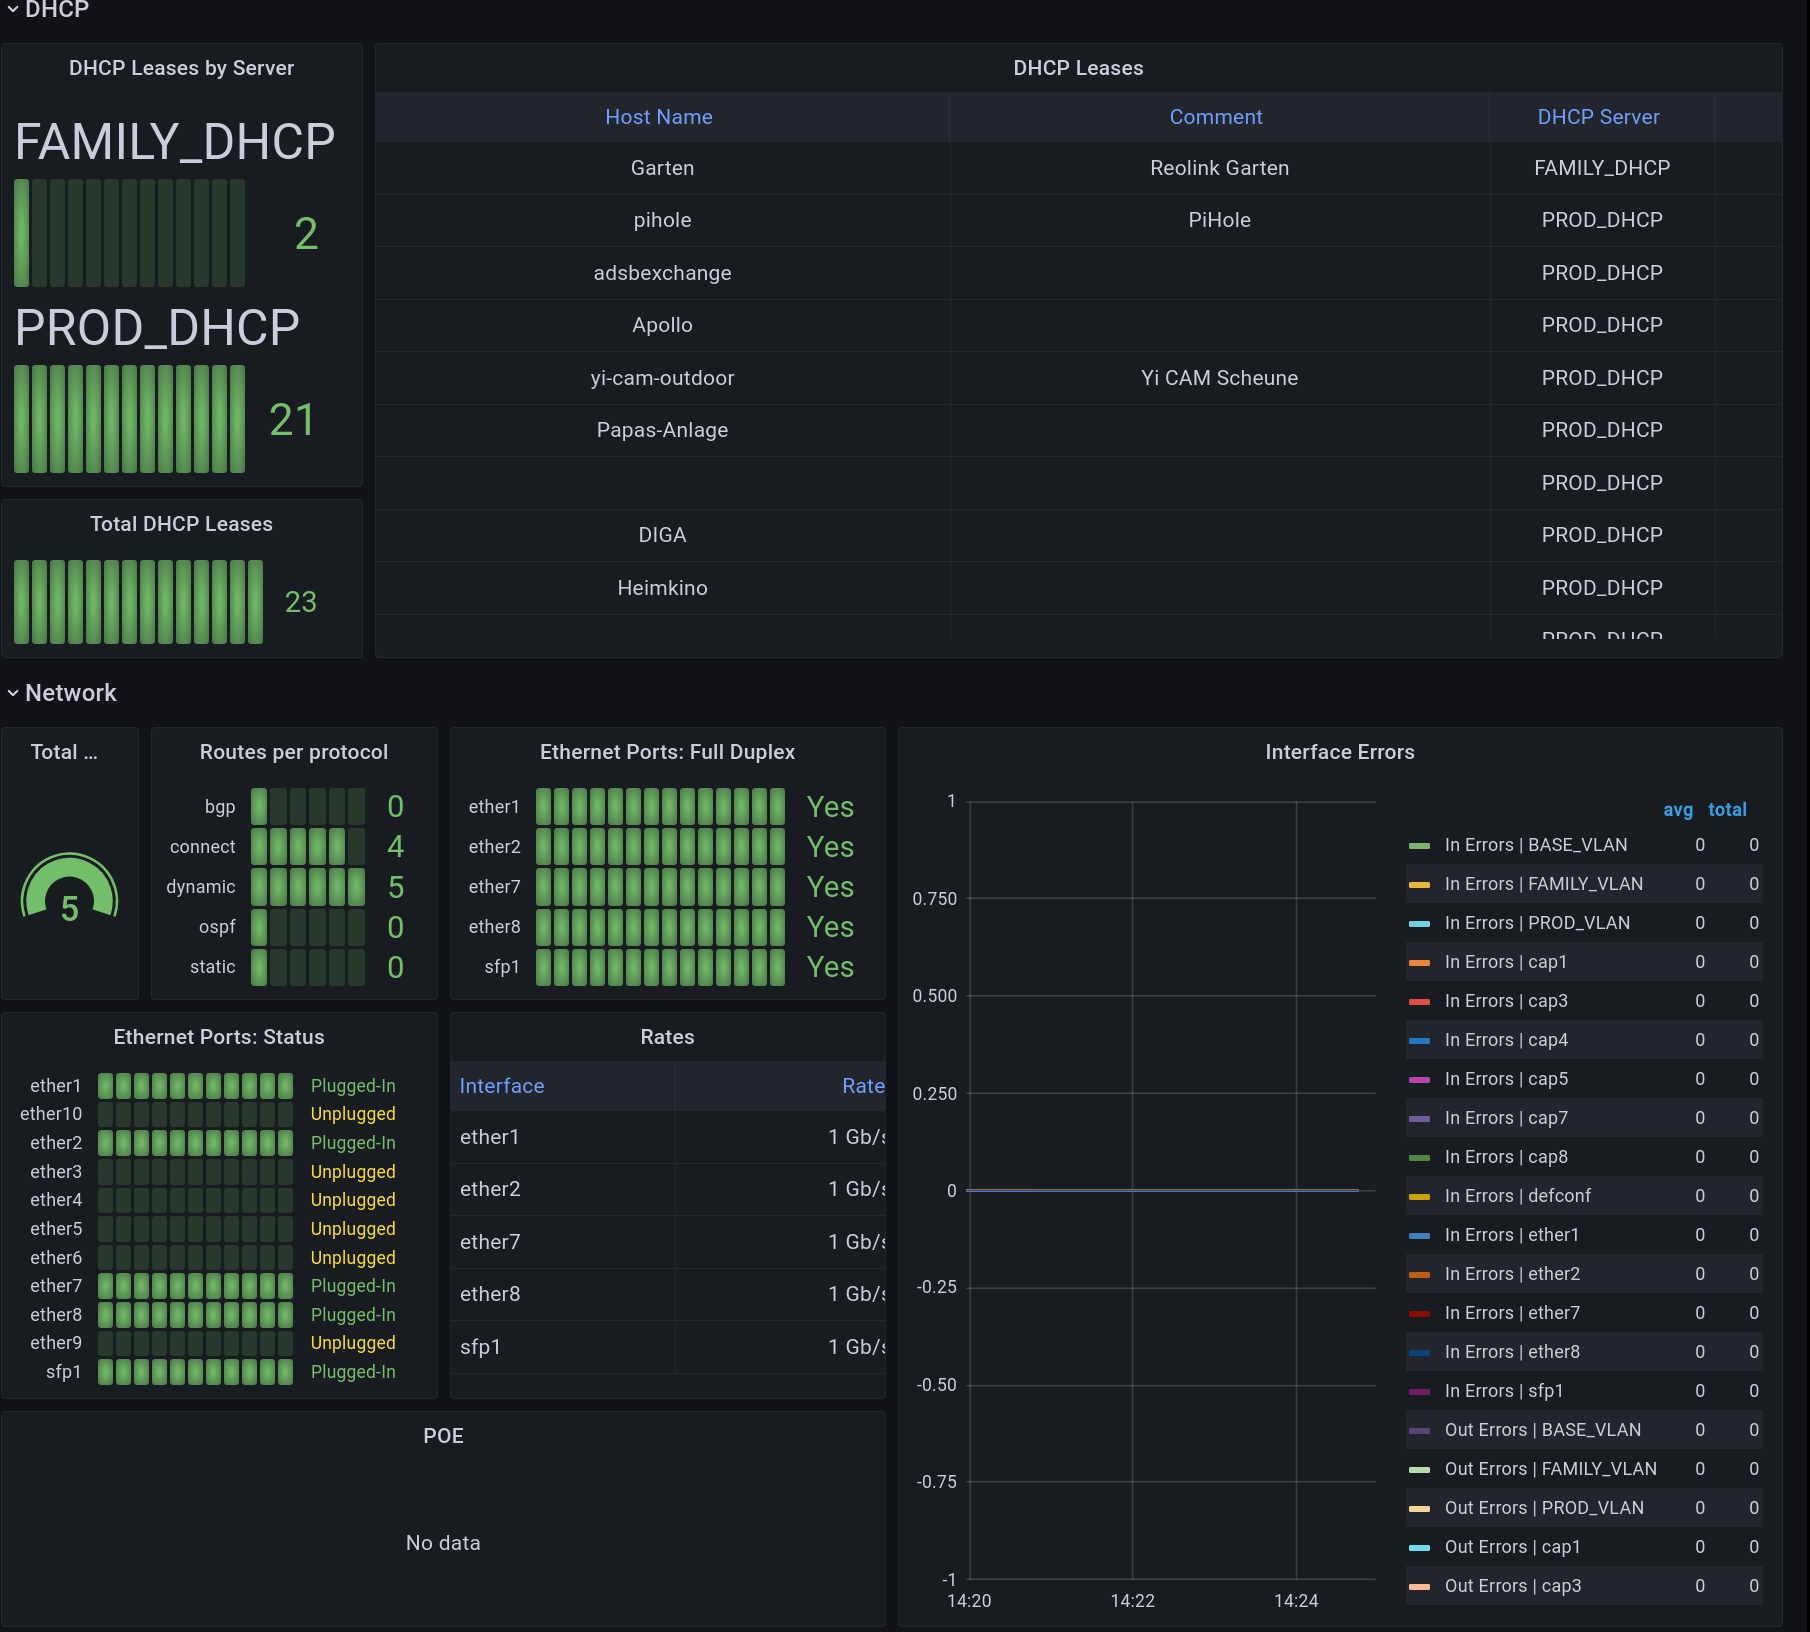 DHCP
DHCP Leases by Server
FAMILY_DHCP
2
PROD_DHCP
21
Total DHCP Leases
23
DHCP Leases
Host Name Comment DHCP Server
Garten Reolink Garten FAMILY_DHCP
pihole PiHole PROD_DHCP
adsbexchange PROD_DHCP
Apollo PROD_DHCP
yi-cam-outdoor Yi CAM Scheune PROD_DHCP
Papas-Anlage PROD_DHCP
PROD_DHCP
DIGA PROD_DHCP
Heimkino PROD_DHCP
PROD_DHCP
Network
Total ...
5
Routes per protocol
bgp 0
connect 4
dynamic 5
ospf 0
static 0
Ethernet Ports: Full Duplex
ether1 Yes
ether2 Yes
ether7 Yes
ether8 Yes
sfp1 Yes
Ethernet Ports: Status
ether1 Plugged-In
ether10 Unplugged
ether2 Plugged-In
ether3 Unplugged
ether4 Unplugged
ether5 Unplugged
ether6 Unplugged
ether7 Plugged-In
ether8 Plugged-In
ether9 Unplugged
sfp1 Plugged-In
Rates
Interface Rate
ether1 1 Gb/s
ether2 1 Gb/s
ether7 1 Gb/s
ether8 1 Gb/s
sfp1 1 Gb/s
POE
No data
Interface Errors
1
0.750
0.500
0.250
0
-0.25
-0.50
-0.75
-1
14:20 14:22 14:24
avg total
In Errors | BASE_VLAN 0 0
In Errors | FAMILY_VLAN 0 0
In Errors | PROD_VLAN 0 0
In Errors | cap1 0 0
In Errors | cap3 0 0
In Errors | cap4 0 0
In Errors | cap5 0 0
In Errors | cap7 0 0
In Errors | cap8 0 0
In Errors | defconf 0 0
In Errors | ether1 0 0
In Errors | ether2 0 0
In Errors | ether7 0 0
In Errors | ether8 0 0
In Errors | sfp1 0 0
Out Errors | BASE_VLAN 0 0
Out Errors | FAMILY_VLAN 0 0
Out Errors | PROD_VLAN 0 0
Out Errors | cap1 0 0
Out Errors | cap3 0 0